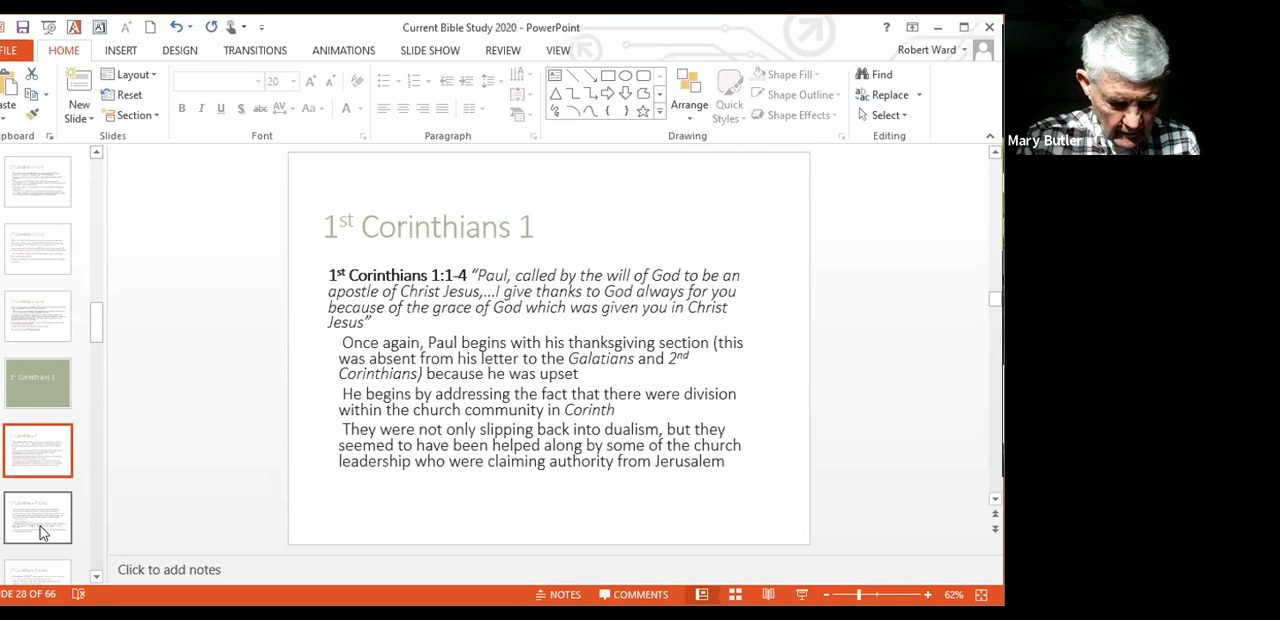 Current Bible Study 2020 - PowerPoint
FILE HOME INSERT DESIGN TRANSITIONS ANIMATIONS SLIDE SHOW REVIEW VIEW
Robert Ward
New
Slide
Layout
Reset
Section
20
Arrange
Quick
Styles
Shape Fill
Shape Outline
Shape Effects
Find
Replace
Select
Slides Font Paragraph Drawing Editing
Mary Butler
1st Corinthians 1
1st Corinthians 1:1-4 “Paul, called by the will of God to be an
apostle of Christ Jesus,...I give thanks to God always for you
because of the grace of God which was given you in Christ
Jesus”
Once again, Paul begins with his thanksgiving section (this
was absent from his letter to the Galatians and 2nd
Corinthians) because he was upset
He begins by addressing the fact that there were division
within the church community in Corinth
They were not only slipping back into dualism, but they
seemed to have been helped along by some of the church
leadership who were claiming authority from Jerusalem
Click to add notes
DE 28 OF 66
NOTES COMMENTS 62%